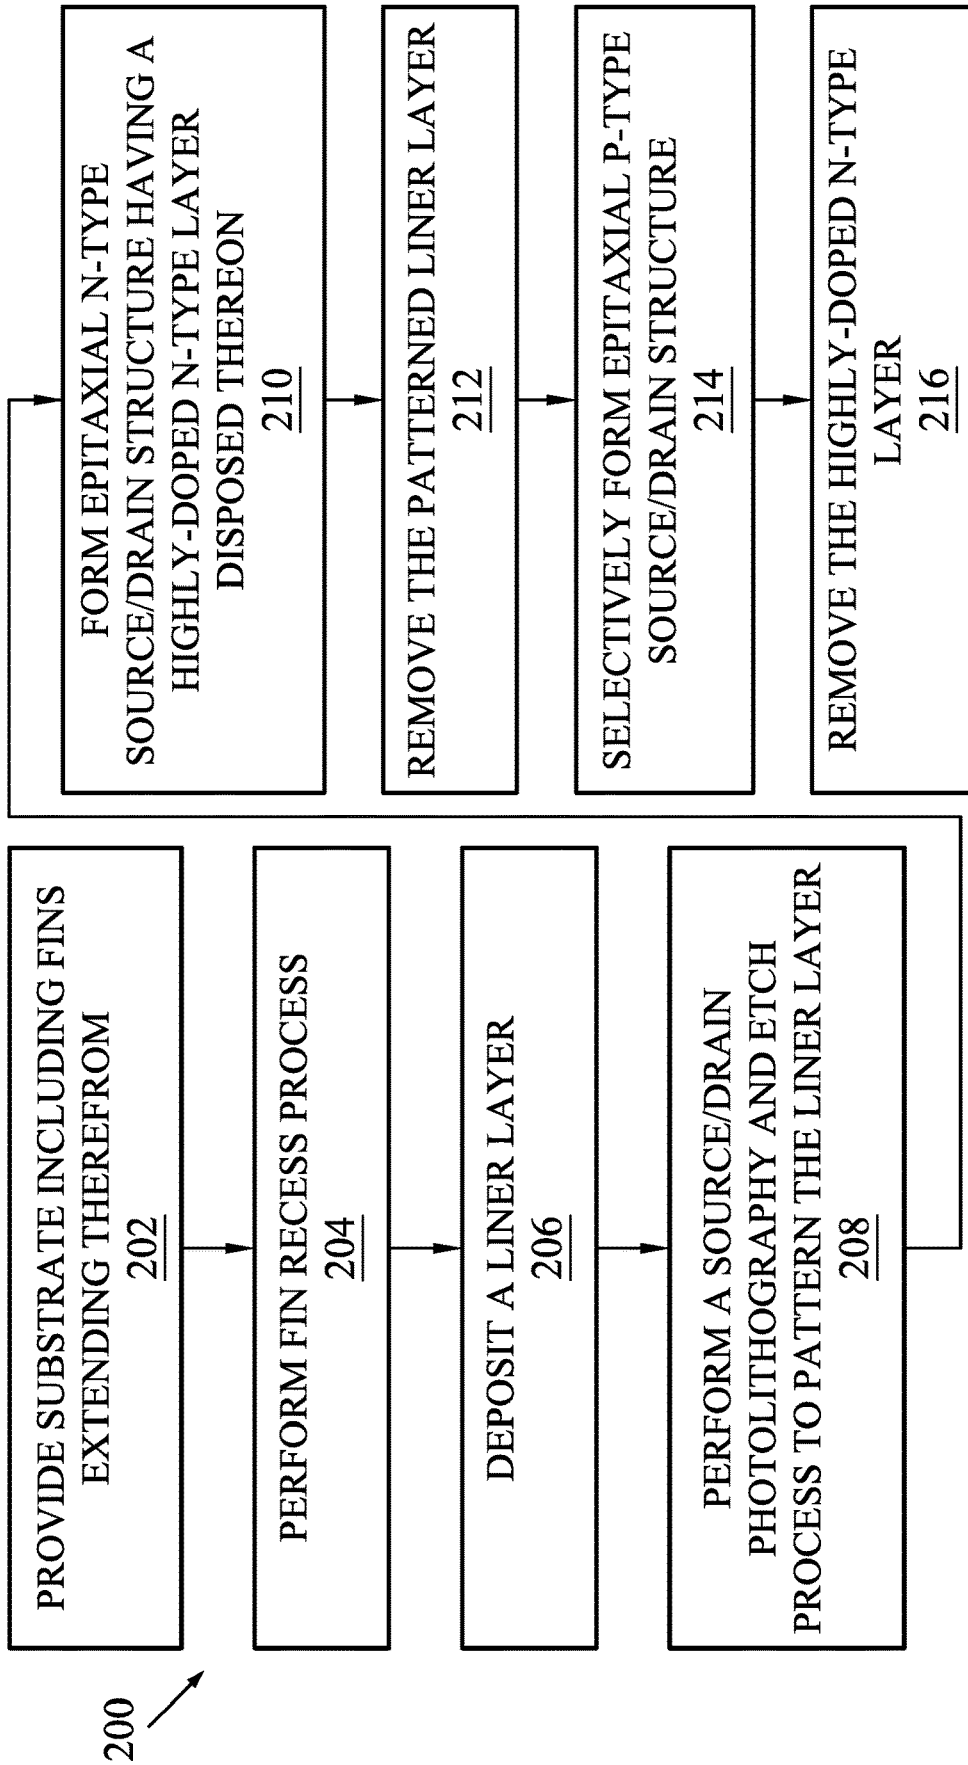 200
PROVIDE SUBSTRATE INCLUDING FINS
EXTENDING THEREFROM
202
PERFORM FIN RECESS PROCESS
204
DEPOSIT A LINER LAYER
206
PERFORM A SOURCE/DRAIN
PHOTOLITHOGRAPHY AND ETCH
PROCESS TO PATTERN THE LINER LAYER
208
FORM EPITAXIAL N-TYPE
SOURCE/DRAIN STRUCTURE HAVING A
HIGHLY-DOPED N-TYPE LAYER
DISPOSED THEREON
210
REMOVE THE PATTERNED LINER LAYER
212
SELECTIVELY FORM EPITAXIAL P-TYPE
SOURCE/DRAIN STRUCTURE
214
REMOVE THE HIGHLY-DOPED N-TYPE
LAYER
216